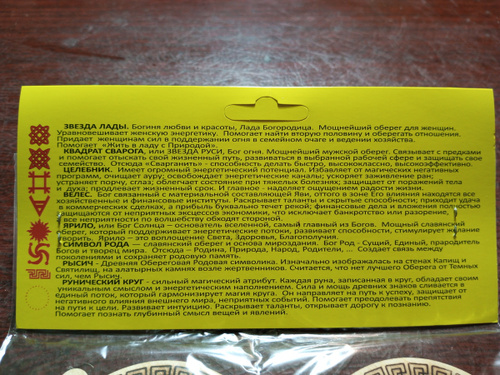 ЗВЕЗДА ЛАДЫ. Богиня любви и красоты, Лада Богородица. Мощнейший оберег для женщин.
Уравновешивает женскую энергетику. Помогает найти вторую половину и оберегать отношения.
Придает женщинам сил в поддержании огня в семейном очаге и ведении хозяйства.
Помогает «Жить в ладу с Природой».
КВАДРАТ СВАРОГА, или ЗВЕЗДА РУСИ, Бог огня. Мощнейший мужской оберег. Связывает с предками
и помогает отыскать свой жизненный путь, развиваться в выбранной рабочей сфере и защищать свое
семейство. Отсюда «Сварганить» - способность делать быстро, высококлассно, высокоэффективно.
ЦЕЛЕБНИК. Имеет огромный энергетический потенциал. Избавляет от магических негативных
программ, очищает ауру; освобождает энергетические каналы; ускоряет заживление ран;
устраняет порчу, сглаз; облегчает состояние тяжелых болезнях; оберегает от поражений тела
и духа; продлевает жизненный срок. И главное - наделяет ощущением радости жизни.
ВЕЛЕС. Бог связанный с материальной составляющей Яви, отного в зоне Его влияния находятся все
хозяйственные и финансовые институты. Раскрывает таланты и скрытые способности; приходит удача
в коммерческих сделках, а прибыль буквально течет рекой; финансовые дела и вложения полностью
защищаются от неприятных эксцессов экономики, что исключает банкротство или разорение,
все неприятности по волшебству обходят стороной.
ЯРИЛО, или Бог Солнца – основатель вселенной, самый главный из Богов. Мощный славянский
оберег, который поддерживает энергетические потоки, развивает способности, стимулирует желание
жить. Ярило – это воплощение Света, Здоровья, Благополучия.
СИМВОЛ РОДА — славянский оберег и основа мироздания. Бог Род - Сущий, Единый, прародитель
Богов и творец мира. Отсюда – Родина, Природа, Народ, Родители, ... Создает связь между
поколениями и сохраняет родовую память.
РЫСИЧ – Древняя Обереговая Родовая символика. Изначально изображалась на стенах Капищ и
Святилищ, на алатырных камнях возле жертвенников. Считается, что нет лучшего Оберега от Темных
сил, чем Рысич.
РУНИЧЕСКИЙ КРУГ - сильный магический атрибут. Каждая руна, записанная в круг, обладает своим
уникальным смыслом и энергетическим наполнением. Сила и мощь древних знаков сливается в
единый поток, который гармонизирует магия круга. Он направляет на путь к успеху, защищает от
негативного влияния внешнего мира, неприятных событий. Помогает преодолевать препятствия
на пути к цели. Развивает интуицию. Раскрывает таланты, открывает дорогу к познанию.
Помогает познать глубинный смысл вещей и явлений.